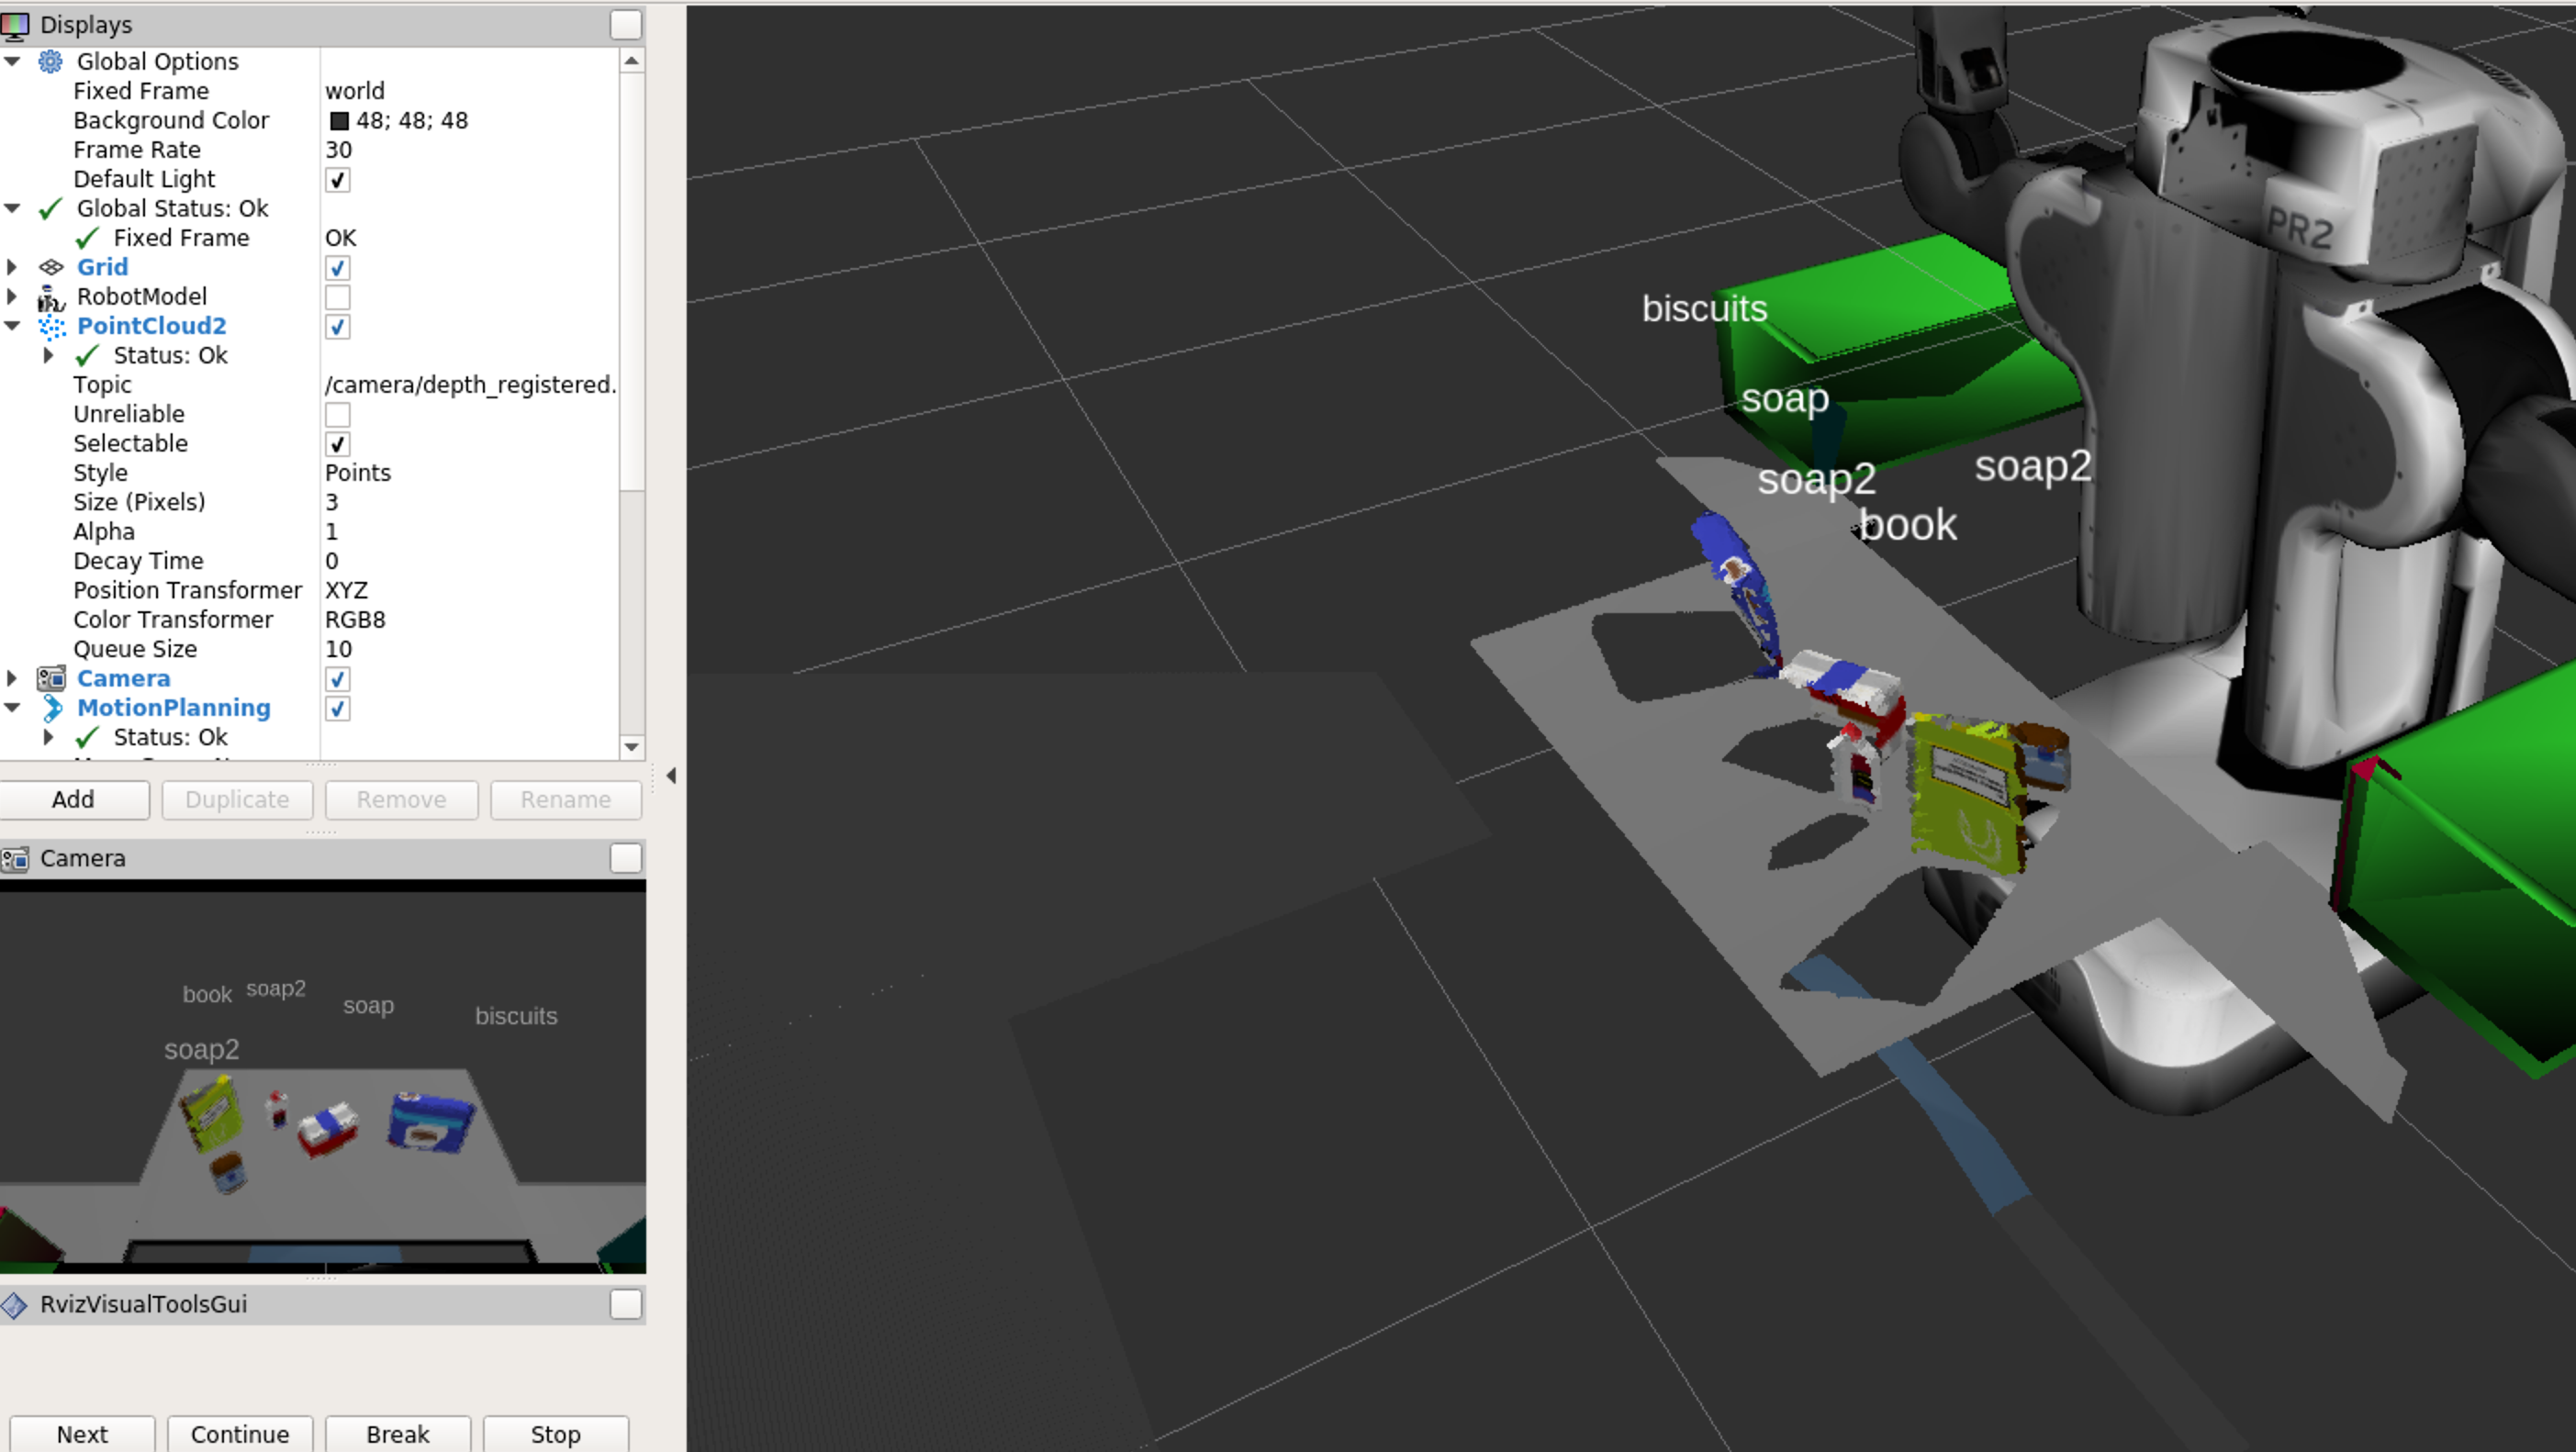 Displays
Global Options
Fixed Frame world
Background Color 48; 48; 48
Frame Rate 30
Default Light
Global Status: Ok
Fixed Frame OK
Grid
RobotModel
PointCloud2
Status: Ok
Topic /camera/depth_registered.
Unreliable
Selectable
Style Points
Size (Pixels) 3
Alpha 1
Decay Time 0
Position Transformer XYZ
Color Transformer RGB8
Queue Size 10
Camera
MotionPlanning
Status: Ok
Add Duplicate Remove Rename
Camera
book soap2 soap biscuits
soap2
RvizVisualToolsGui
Next Continue Break Stop
PR2
biscuits
soap
soap2 soap2
book